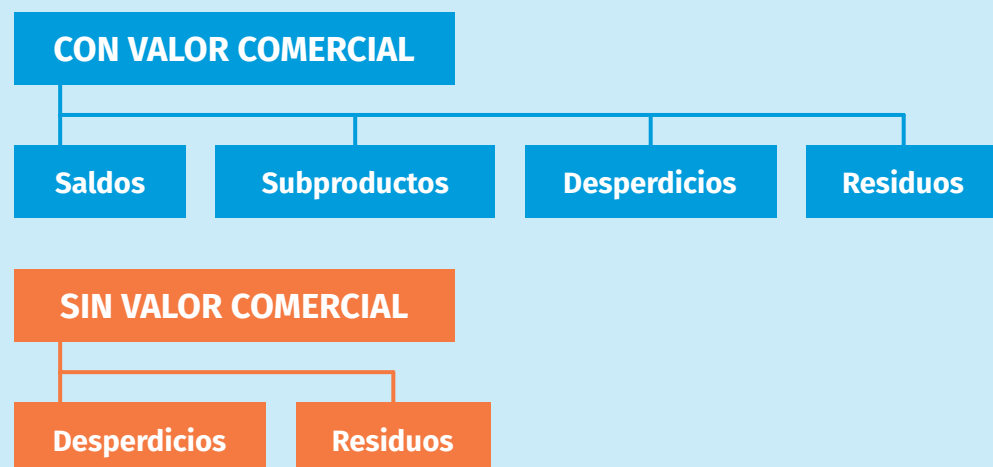 CON VALOR COMERCIAL
Saldos
Subproductos
Desperdicios
Residuos
SIN VALOR COMERCIAL
Desperdicios
Residuos